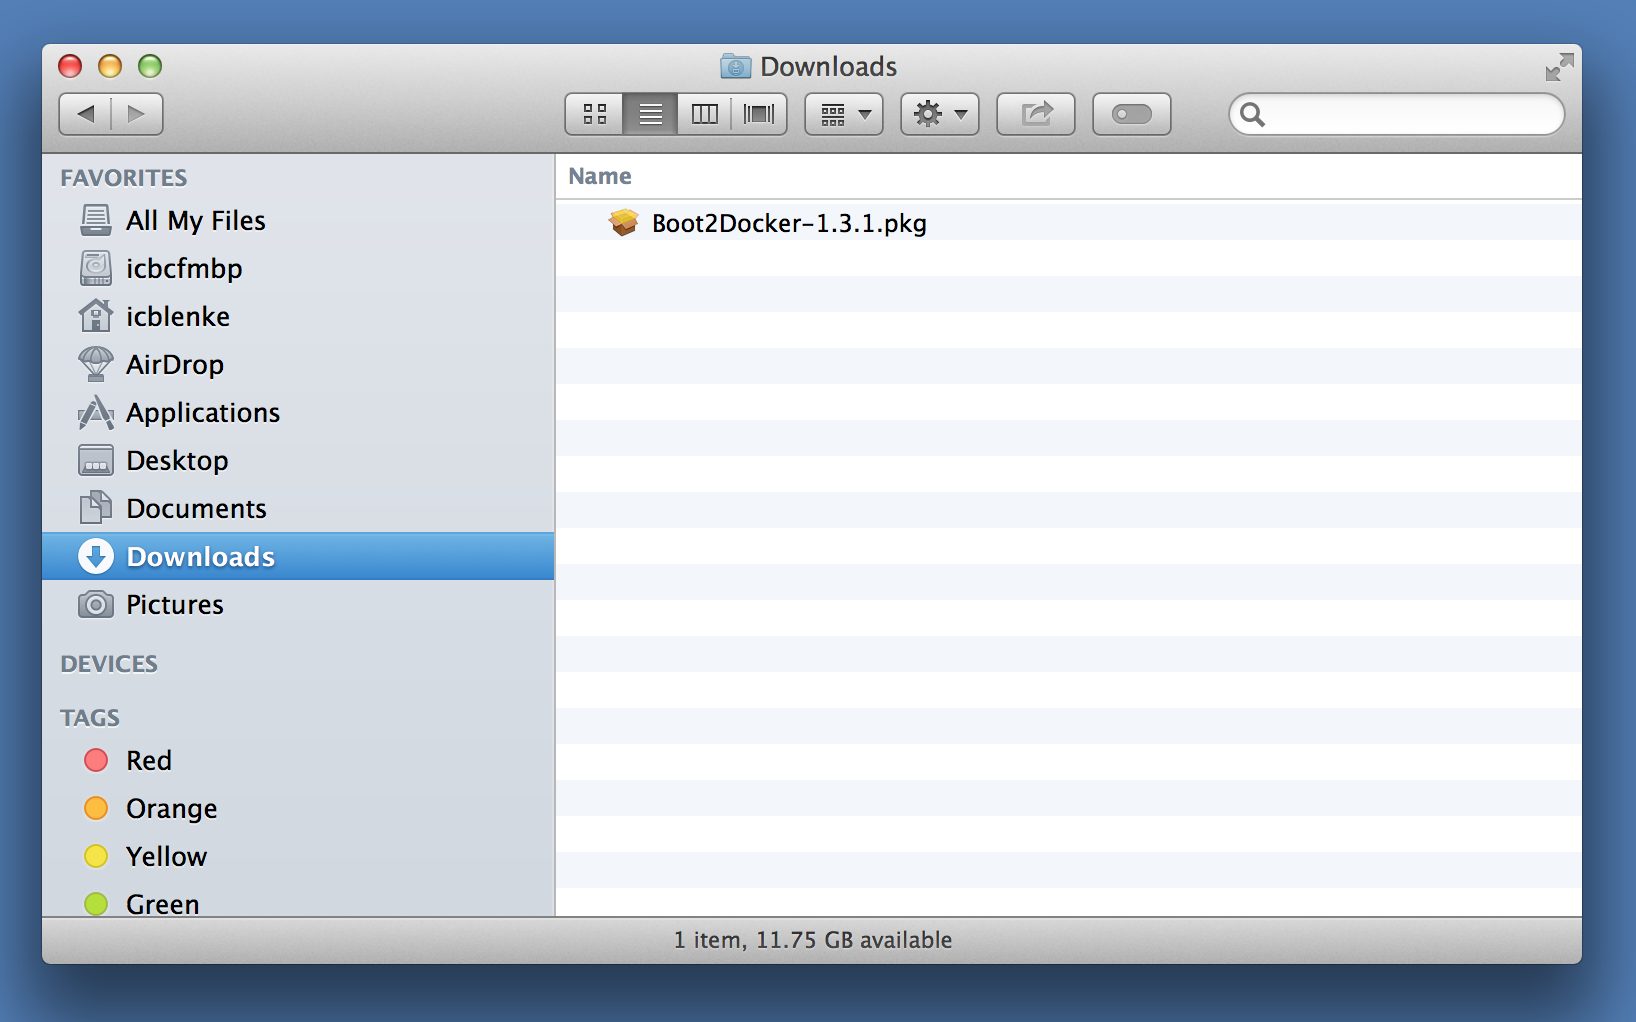 Downloads
FAVORITES
All My Files
icbcfmbp
icblenke
AirDrop
Applications
Desktop
Documents
Downloads
Pictures
DEVICES
TAGS
Red
Orange
Yellow
Green
Name
Boot2Docker-1.3.1.pkg
1 item, 11.75 GB available